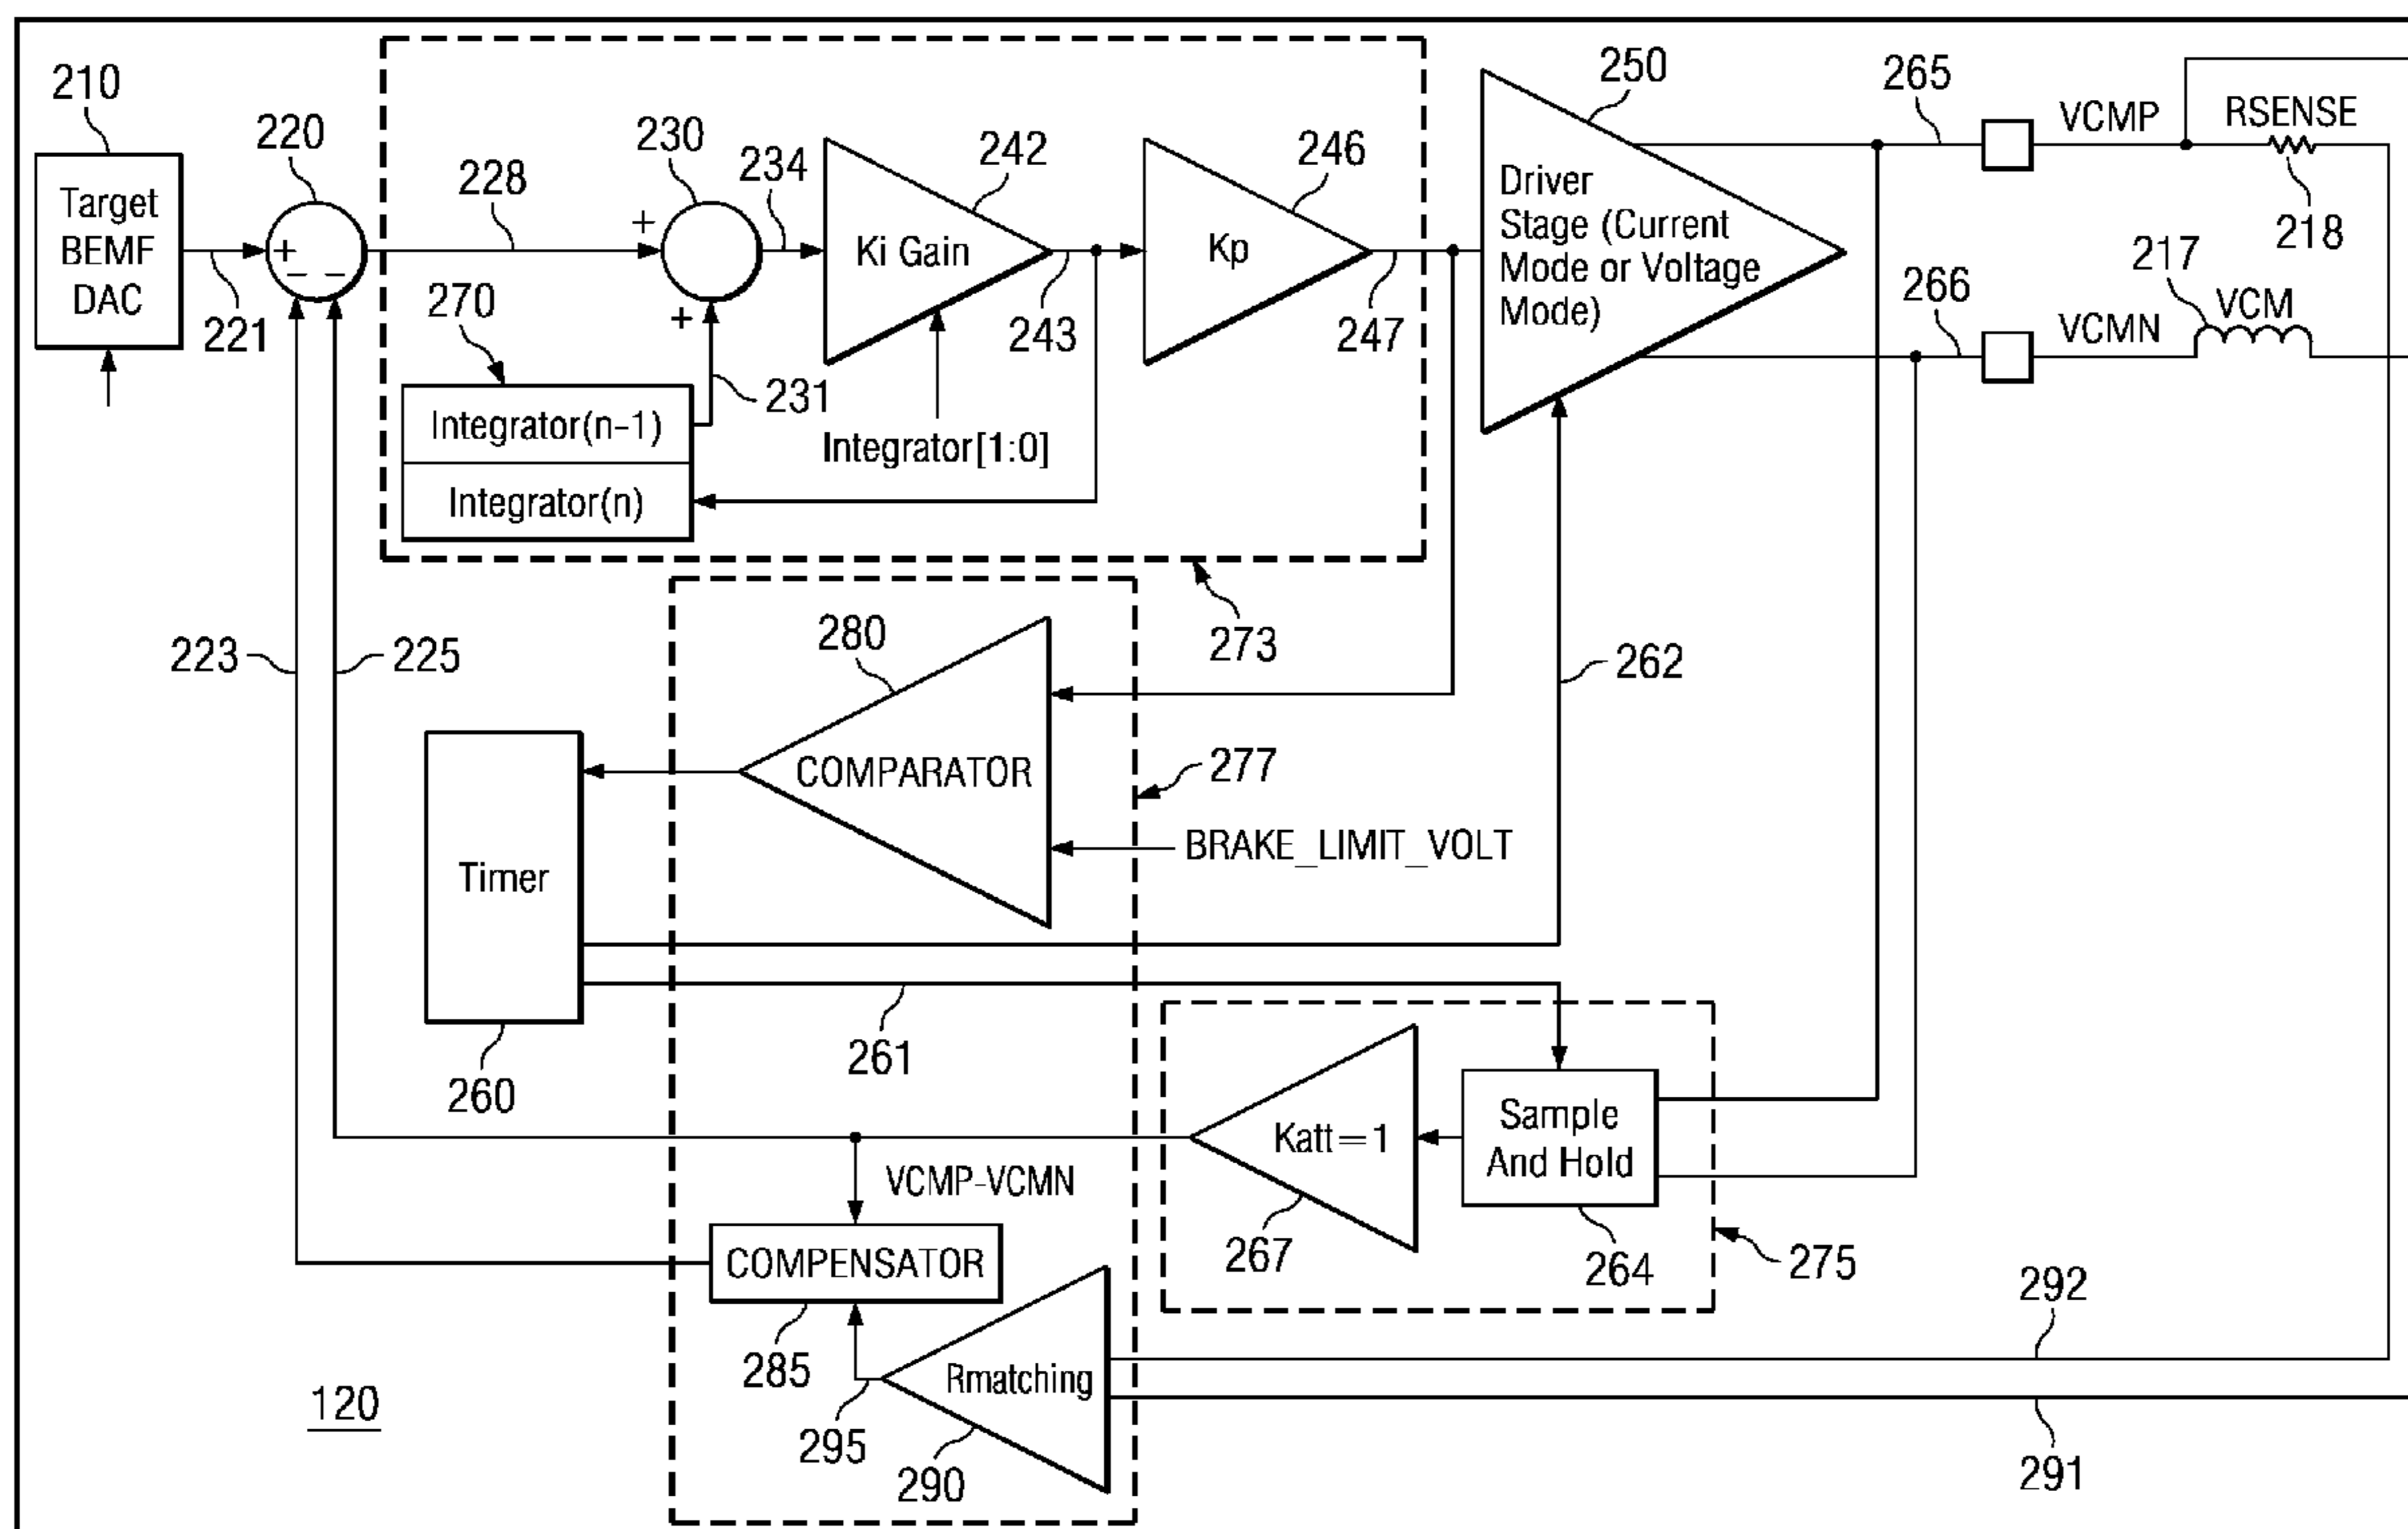 210
Target
BEMF
DAC
221
220
+
−
−
228
230
+
+
234
242
Ki Gain
243
246
Kp
247
250
Driver
Stage (Current
Mode or Voltage
Mode)
265
VCMP
RSENSE
218
266
VCMN
217
VCM
270
Integrator(n-1)
Integrator(n)
231
Integrator[1:0]
273
223
225
280
COMPARATOR
277
262
BRAKE_LIMIT_VOLT
Timer
260
261
Katt=1
267
Sample
And Hold
264
275
VCMP-VCMN
COMPENSATOR
285
Rmatching
295
290
292
291
120